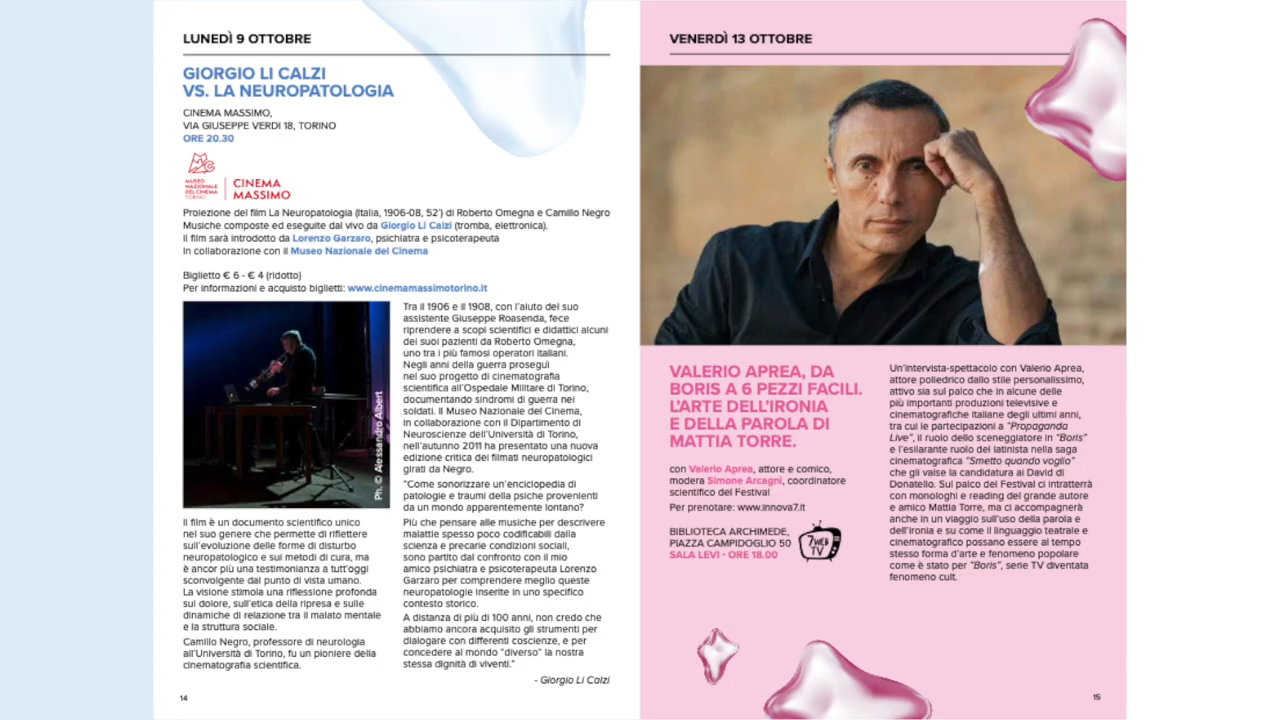 LUNEDÌ 9 OTTOBRE
GIORGIO LI CALZI
VS. LA NEUROPATOLOGIA
CINEMA MASSIMO,
VIA GIUSEPPE VERDI 18, TORINO
ORE 20.30
MUSEO
NAZIONALE
DEL CINEMA
TORINO
CINEMA
MASSIMO
Proiezione del film La Neuropatologia (Italia, 1906-08, 52') di Roberto Omegna e Camillo Negro
Musiche composte ed eseguite dal vivo da Giorgio Li Calzi (tromba, elettronica).
Il film sarà introdotto da Lorenzo Garzaro, psichiatra e psicoterapeuta
In collaborazione con il Museo Nazionale del Cinema
Biglietto € 6 - € 4 (ridotto)
Per informazioni e acquisto biglietti: www.cinemamassimotorino.it
Ph. © Alessandro Albert
Il film è un documento scientifico unico
nel suo genere che permette di riflettere
sull'evoluzione delle forme di disturbo
neuropatologico e sui metodi di cura, ma
è ancor più una testimonianza a tutt'oggi
sconvolgente dal punto di vista umano.
La visione stimola una riflessione profonda
sul dolore, sull'etica della ripresa e sulle
dinamiche di relazione tra il malato mentale
e la struttura sociale.
Camillo Negro, professore di neurologia
all'Università di Torino, fu un pioniere della
cinematografia scientifica.
Tra il 1906 e il 1908, con l'aiuto del suo
assistente Giuseppe Roasenda, fece
riprendere a scopi scientifici e didattici alcuni
dei suoi pazienti da Roberto Omegna,
uno tra i più famosi operatori italiani.
Negli anni della guerra proseguì
nel suo progetto di cinematografia
scientifica all'Ospedale Militare di Torino,
documentando sindromi di guerra nei
soldati. Il Museo Nazionale del Cinema,
in collaborazione con il Dipartimento di
Neuroscienze dell'Università di Torino,
nell'autunno 2011 ha presentato una nuova
edizione critica dei filmati neuropatologici
girati da Negro.
"Come sonorizzare un'enciclopedia di
patologie e traumi della psiche provenienti
da un mondo apparentemente lontano?
Più che pensare alle musiche per descrivere
malattie spesso poco codificabili dalla
scienza e precarie condizioni sociali,
sono partito dal confronto con il mio
amico psichiatra e psicoterapeuta Lorenzo
Garzaro per comprendere meglio queste
neuropatologie inserite in uno specifico
contesto storico.
A distanza di più di 100 anni, non credo che
abbiamo ancora acquisito gli strumenti per
dialogare con differenti coscienze, e per
concedere al mondo "diverso" la nostra
stessa dignità di viventi."
- Giorgio Li Calzi
14
VENERDÌ 13 OTTOBRE
VALERIO APREA, DA
BORIS A 6 PEZZI FACILI.
L'ARTE DELL'IRONIA
E DELLA PAROLA DI
MATTIA TORRE.
con Valerio Aprea, attore e comico,
modera Simone Arcagni, coordinatore
scientifico del Festival
Per prenotare: www.innova7.it
BIBLIOTECA ARCHIMEDE,
PIAZZA CAMPIDOGLIO 50
SALA LEVI - ORE 18.00
7WEB
TV
Un'intervista-spettacolo con Valerio Aprea,
attore poliedrico dallo stile personalissimo,
attivo sia sul palco che in alcune delle
più importanti produzioni televisive e
cinematografiche italiane degli ultimi anni,
tra cui le partecipazioni a "Propaganda
Live", il ruolo dello sceneggiatore in "Boris"
e l'esilarante ruolo del latinista nella saga
cinematografica "Smetto quando voglio"
che gli valse la candidatura ai David di
Donatello. Sul palco del Festival ci intratterrà
con monologhi e reading del grande autore
e amico Mattia Torre, ma ci accompagnerà
anche in un viaggio sull'uso della parola e
dell'ironia e su come il linguaggio teatrale e
cinematografico possano essere al tempo
stesso forma d'arte e fenomeno popolare
come è stato per "Boris", serie TV diventata
fenomeno cult.
15